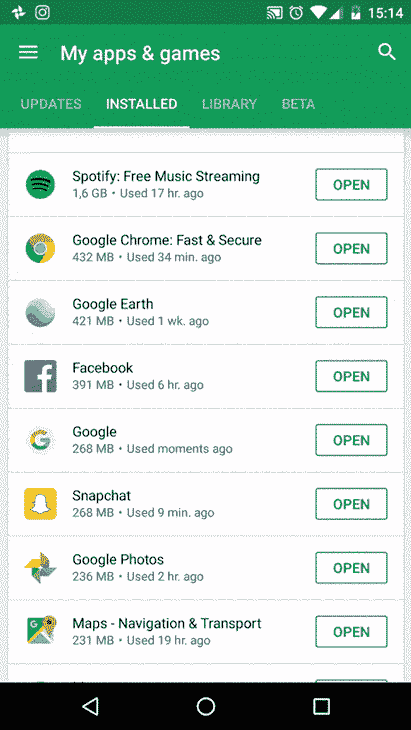 15:14
My apps & games
UPDATES INSTALLED LIBRARY BETA
Spotify: Free Music Streaming
1,6 GB • Used 17 hr. ago
OPEN
Google Chrome: Fast & Secure
432 MB • Used 34 min. ago
OPEN
Google Earth
421 MB • Used 1 wk. ago
OPEN
Facebook
391 MB • Used 6 hr. ago
OPEN
Google
268 MB • Used moments ago
OPEN
Snapchat
268 MB • Used 9 min. ago
OPEN
Google Photos
236 MB • Used 2 hr. ago
OPEN
Maps - Navigation & Transport
231 MB • Used 19 hr. ago
OPEN